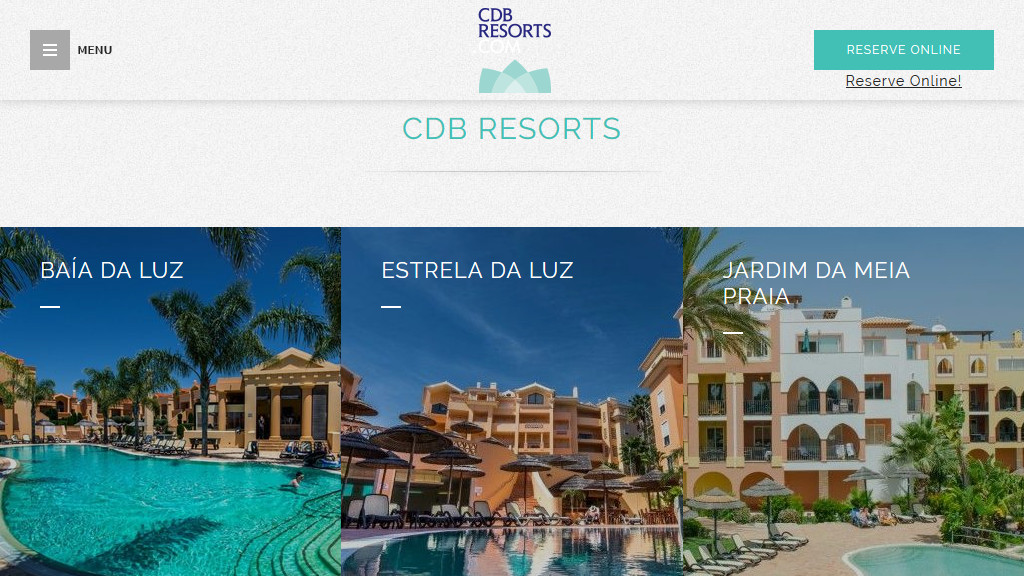 MENU
CDB
RESORTS
.COM
RESERVE ONLINE
Reserve Online!
CDB RESORTS
BAÍA DA LUZ
ESTRELA DA LUZ
JARDIM DA MEIA
PRAIA